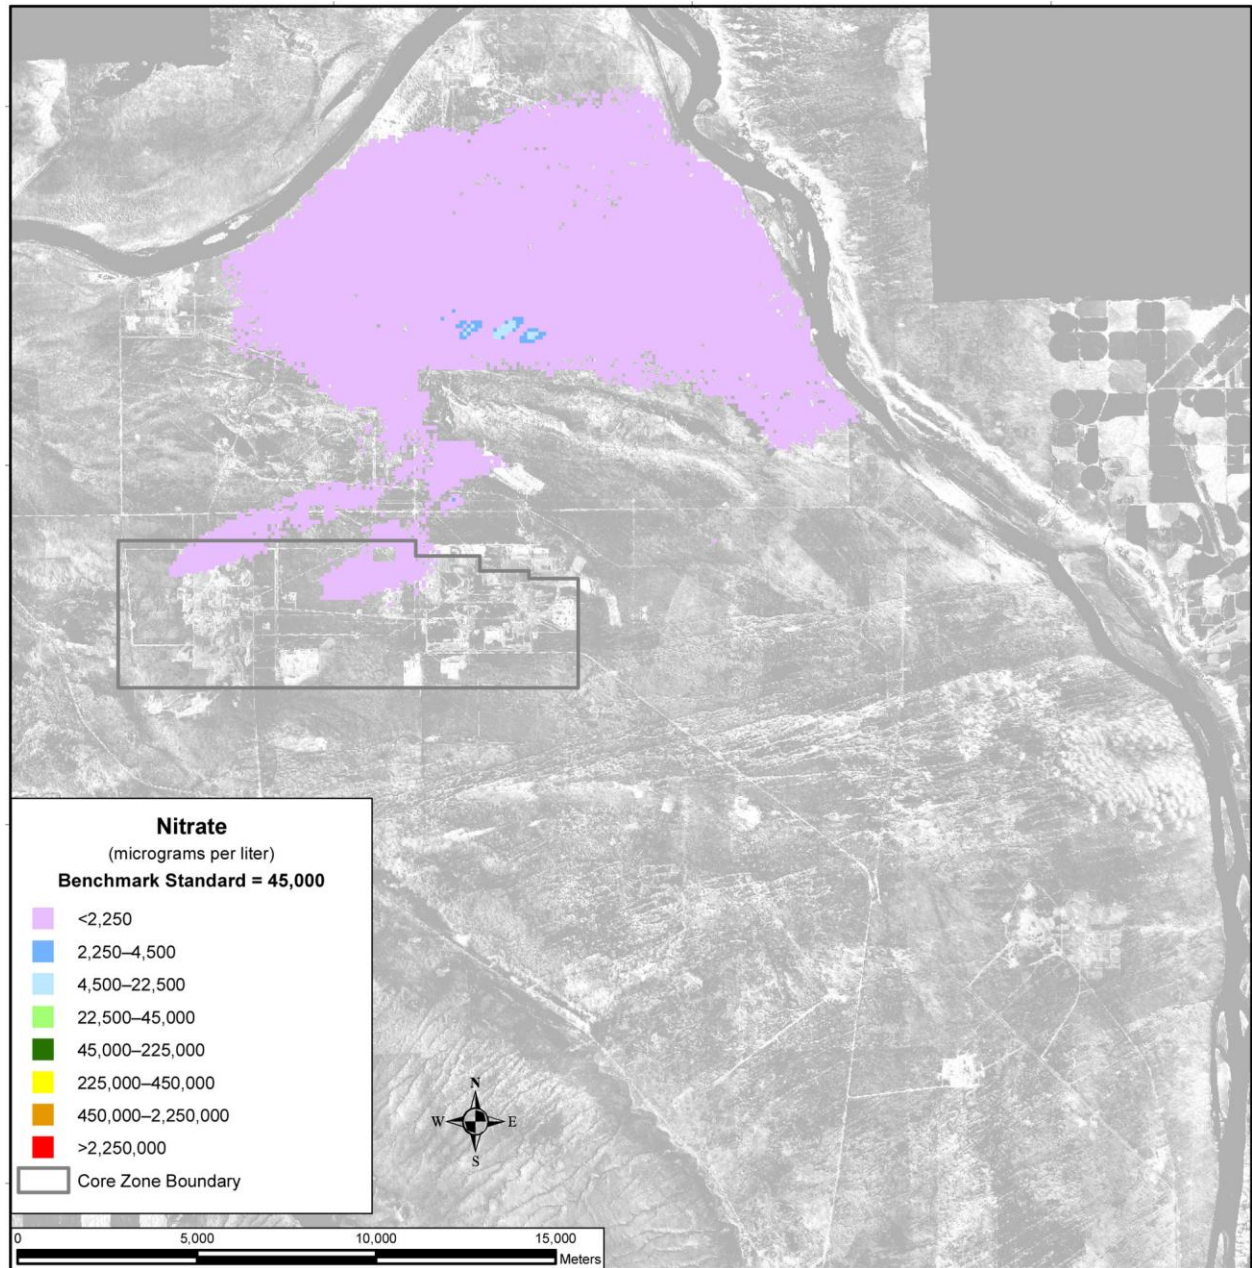 Nitrate
(micrograms per liter)
Benchmark Standard = 45,000
<2,250
2,250–4,500
4,500–22,500
22,500–45,000
45,000–225,000
225,000–450,000
450,000–2,250,000
>2,250,000
Core Zone Boundary
N
W E
S
0 5,000 10,000 15,000
Meters